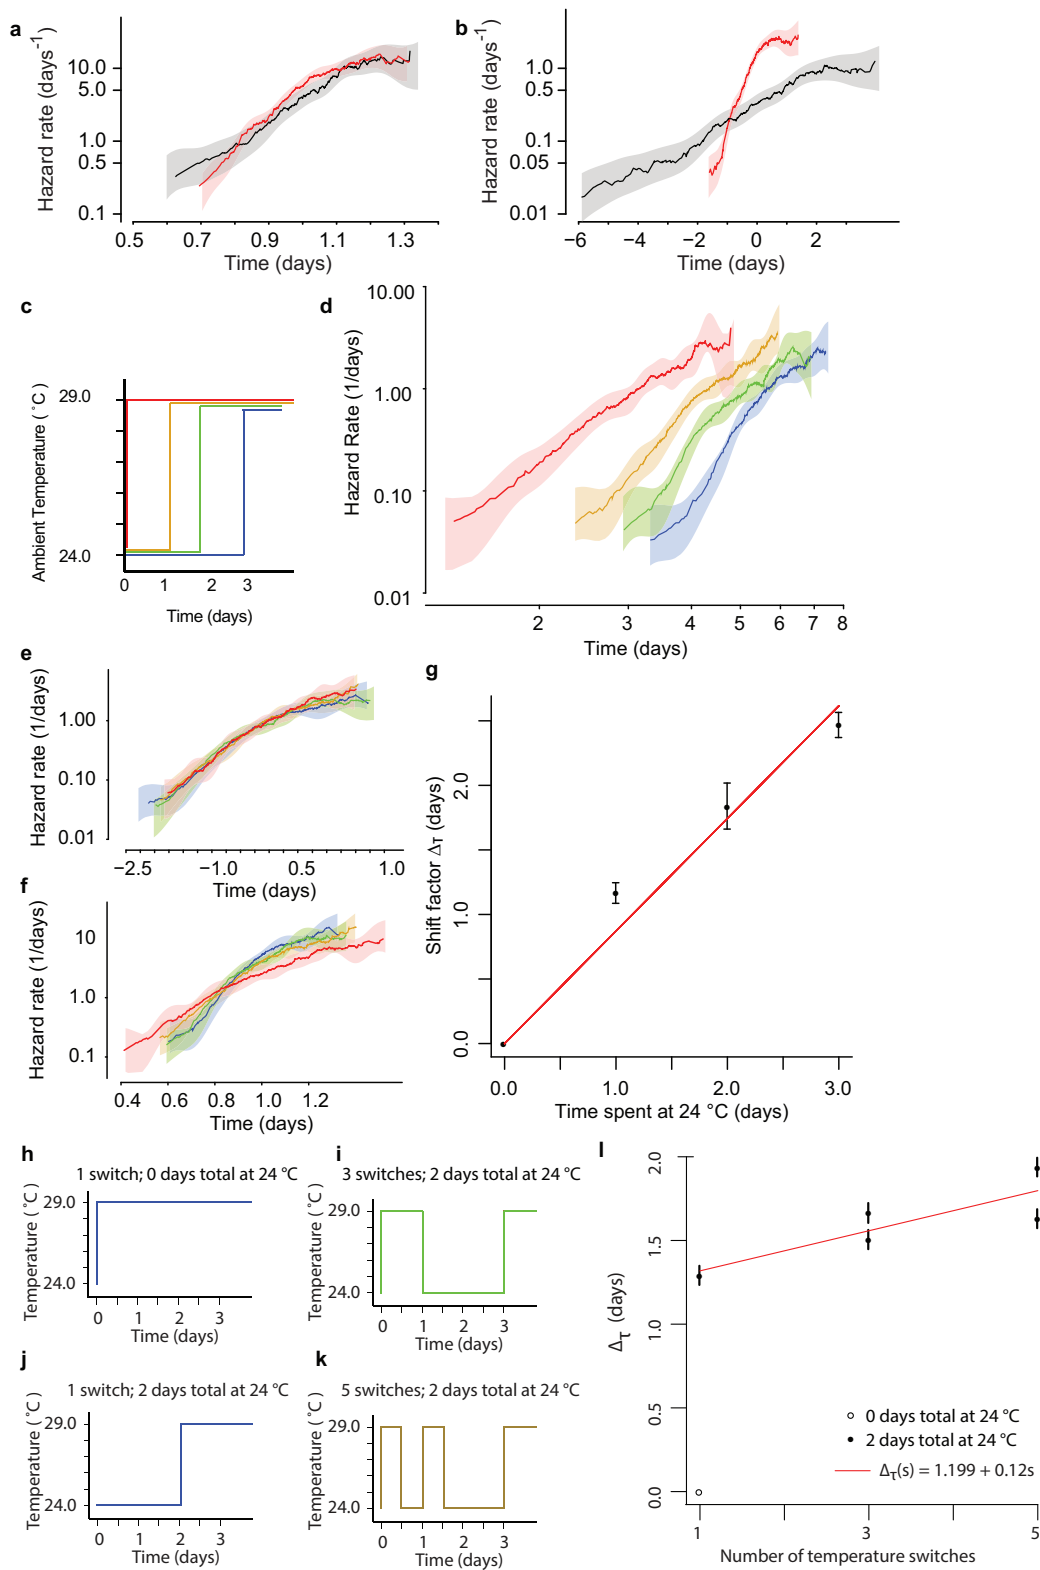 a
Hazard rate (days-1)
10.0
5.0
1.0
0.5
0.1
0.5 0.7 0.9 1.1 1.3
Time (days)
b
Hazard rate (days-1)
1.0
0.5
0.1
0.05
0.01
−6 −4 −2 0 2
Time (days)
c
Ambient Temperature (˚C)
29.0
24.0
0 1 2 3
Time (days)
d
Hazard Rate (1/days)
10.00
1.00
0.10
0.01
2 3 4 5 6 7 8
Time (days)
e
Hazard rate (1/days)
1.00
0.10
0.01
−2.5 −1.0 0.5 1.0
Time (days)
f
Hazard rate (1/days)
10
1.0
0.1
0.4 0.6 0.8 1.0 1.2
Time (days)
g
Shift factor Δτ (days)
2.0
1.0
0.0
0.0 1.0 2.0 3.0
Time spent at 24 °C (days)
h
1 switch; 0 days total at 24 °C
Temperature (˚C)
29.0
24.0
0 1 2 3
Time (days)
i
3 switches; 2 days total at 24 °C
Temperature (˚C)
29.0
24.0
0 1 2 3
Time (days)
j
1 switch; 2 days total at 24 °C
Temperature (˚C)
29.0
24.0
0 1 2 3
Time (days)
k
5 switches; 2 days total at 24 °C
Temperature (˚C)
29.0
24.0
0 1 2 3
Time (days)
l
Δτ (days)
2.0
1.5
1.0
0.5
0.0
0 days total at 24 °C
2 days total at 24 °C
Δτ(s) = 1.199 + 0.12s
1 3 5
Number of temperature switches